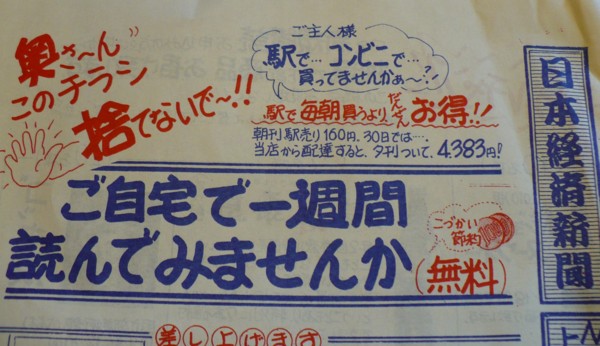 奥さ〜ん
このチラシ
捨てないで〜!!
ご主人様
駅で…コンビニで…
買ってませんかぁ〜?!
駅で毎朝買うよりだんぜんお得!!
朝刊駅売り160円、30日では‥‥
当店から配達すると、夕刊ついて、4,383円!
ご自宅で一週間
読んでみませんか
(無料)
こづかい
節約
日本経済新聞
差し上げます